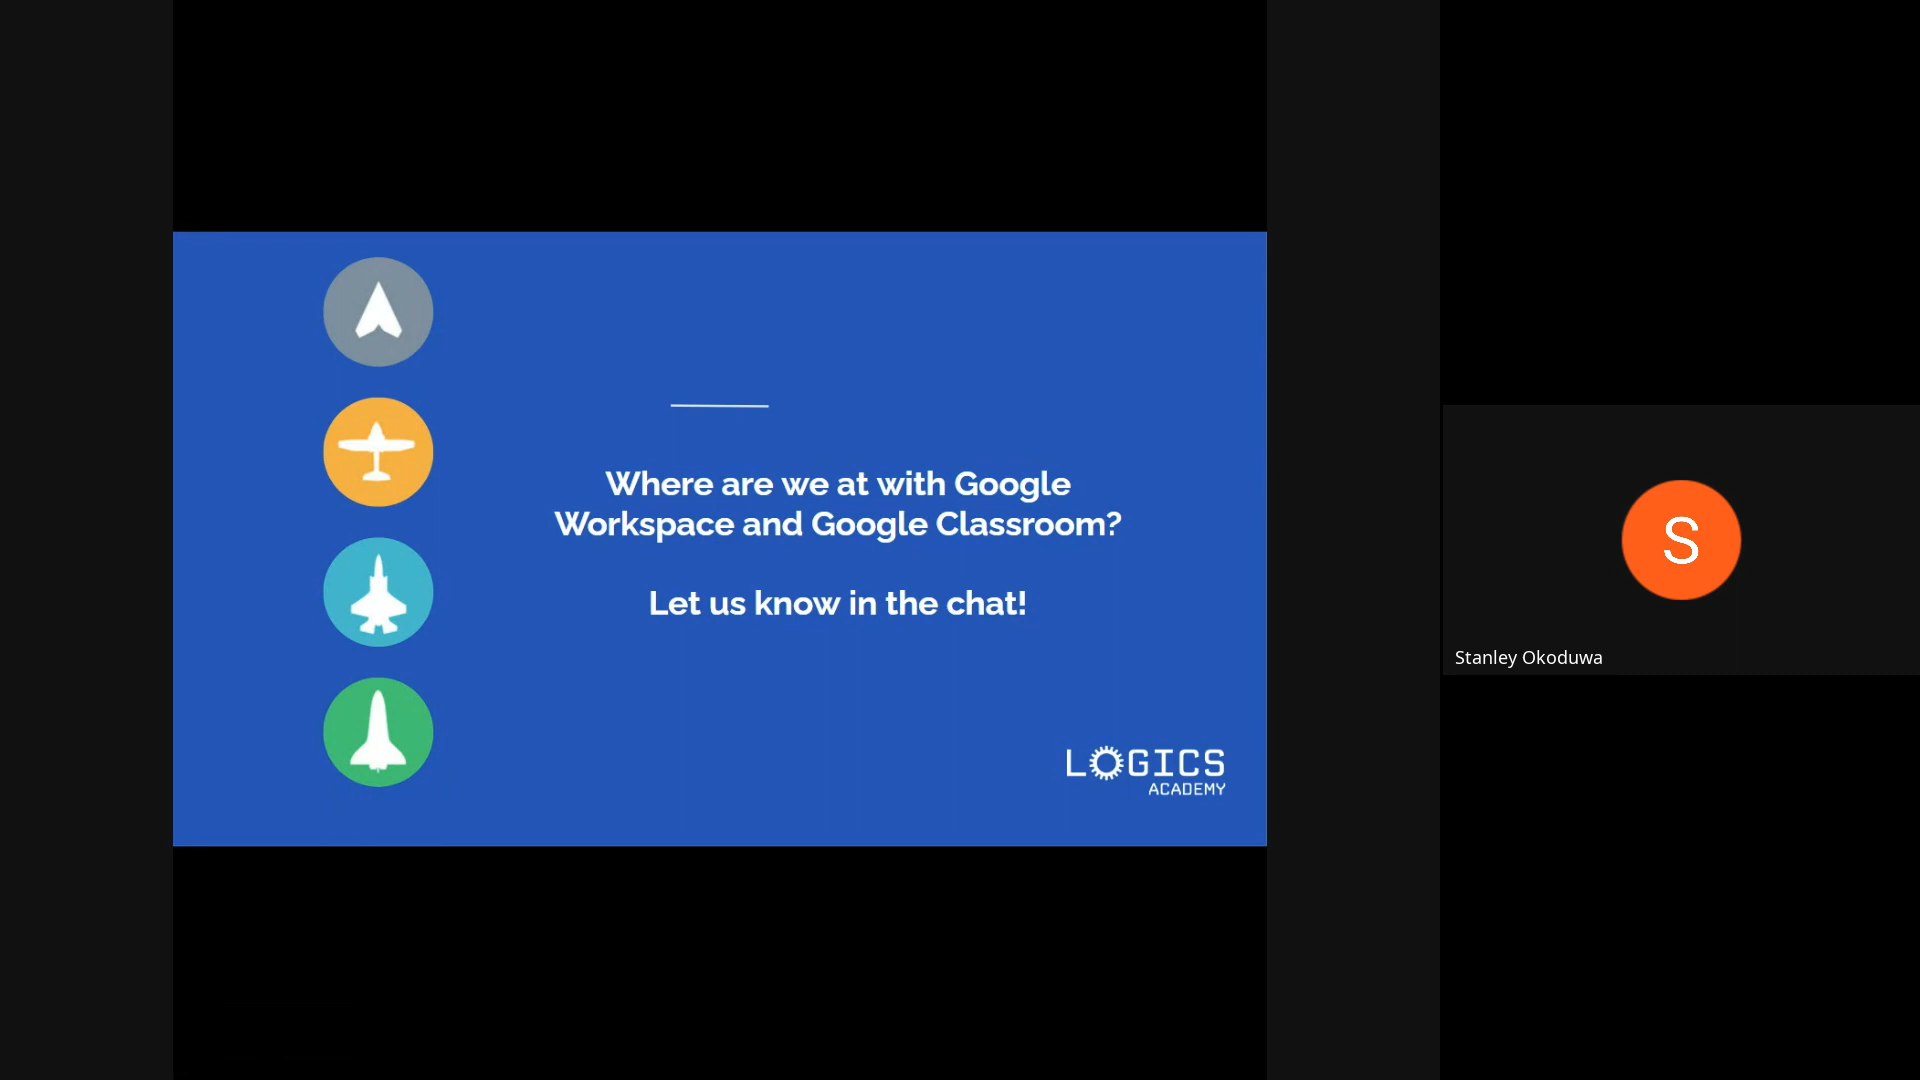 Where are we at with Google
Workspace and Google Classroom?
Let us know in the chat!
LOGICS
ACADEMY
S
Stanley Okoduwa